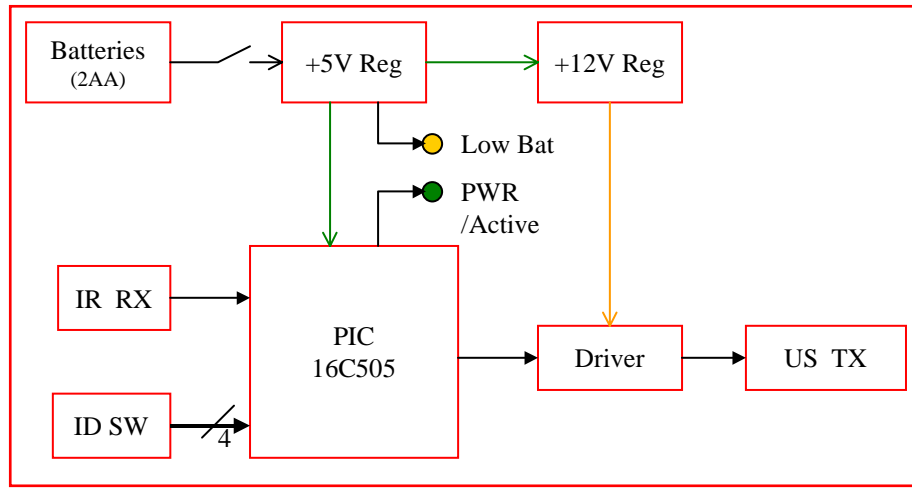 Batteries
(2AA)
+5V Reg
+12V Reg
Low Bat
PWR
/Active
IR RX
PIC
16C505
Driver
US TX
ID SW
4